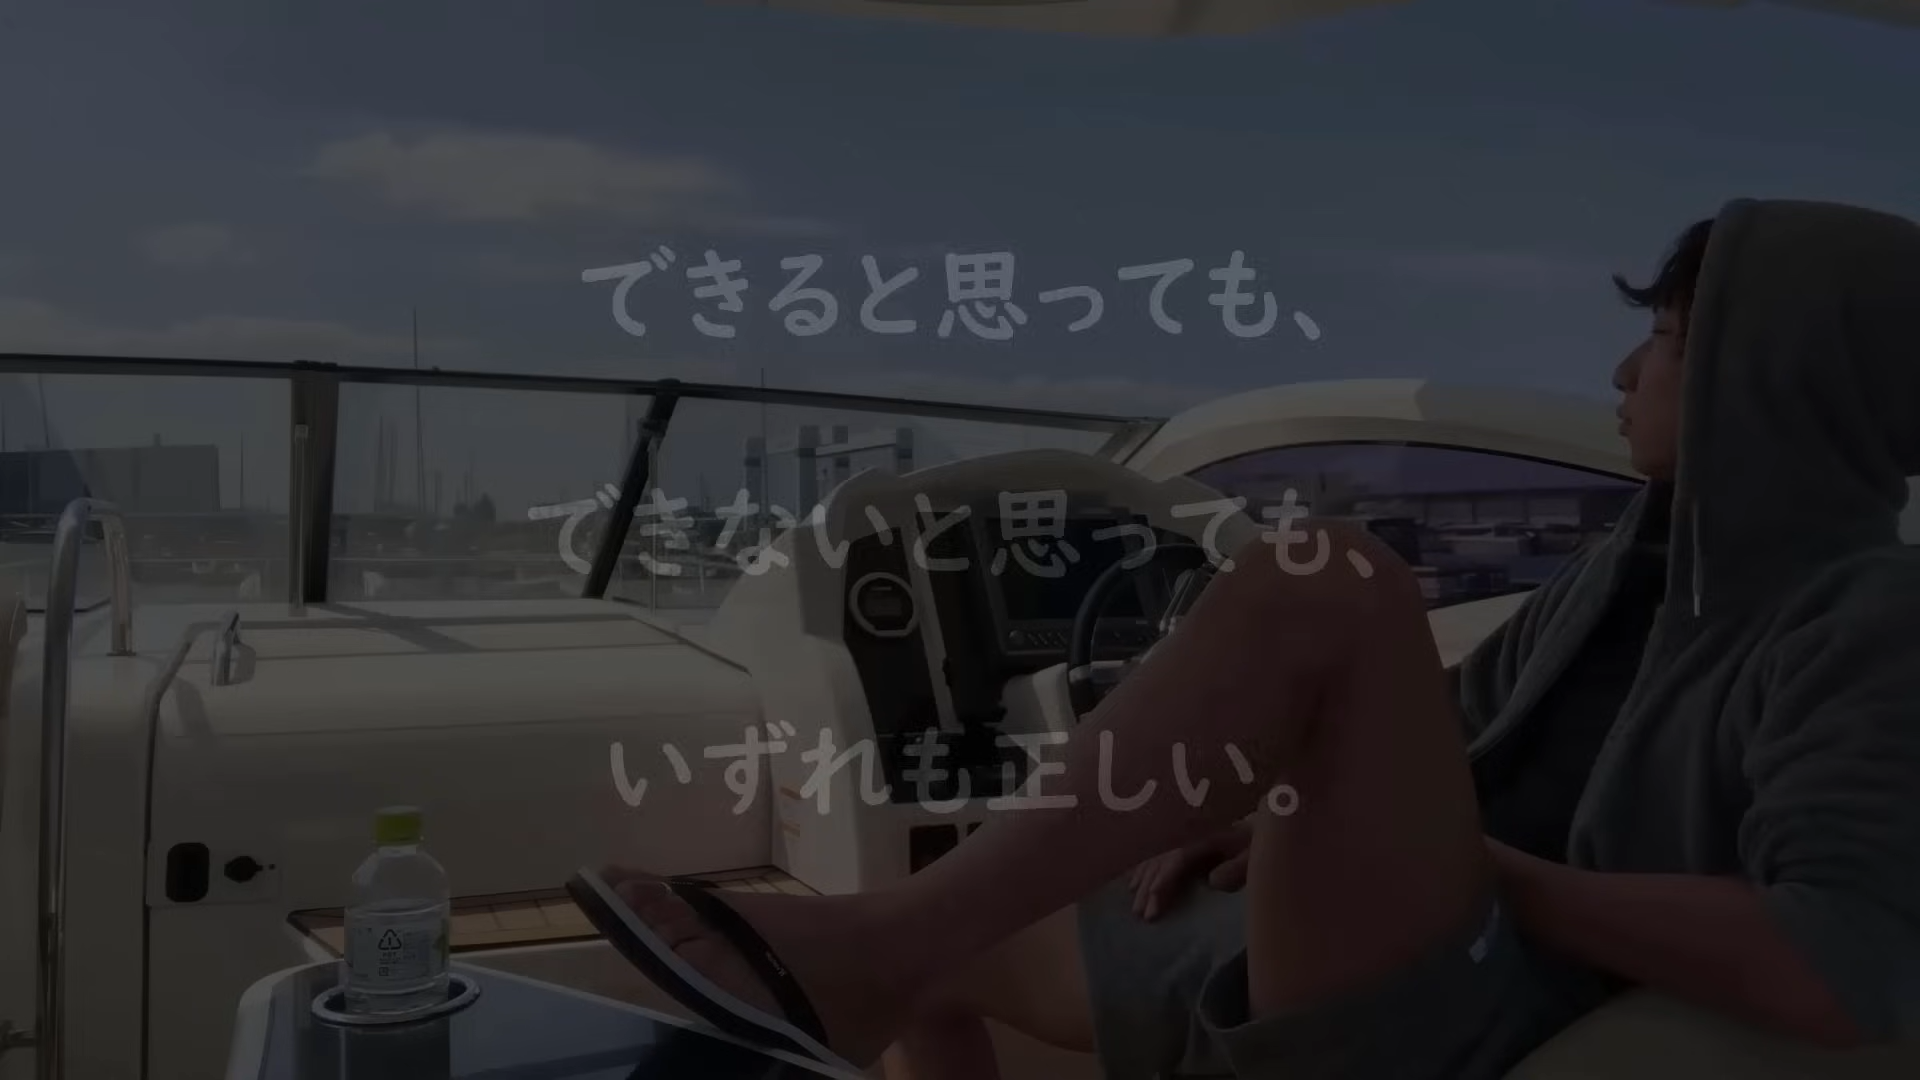 できると思っても、
できないと思っても、
いずれも正しい。